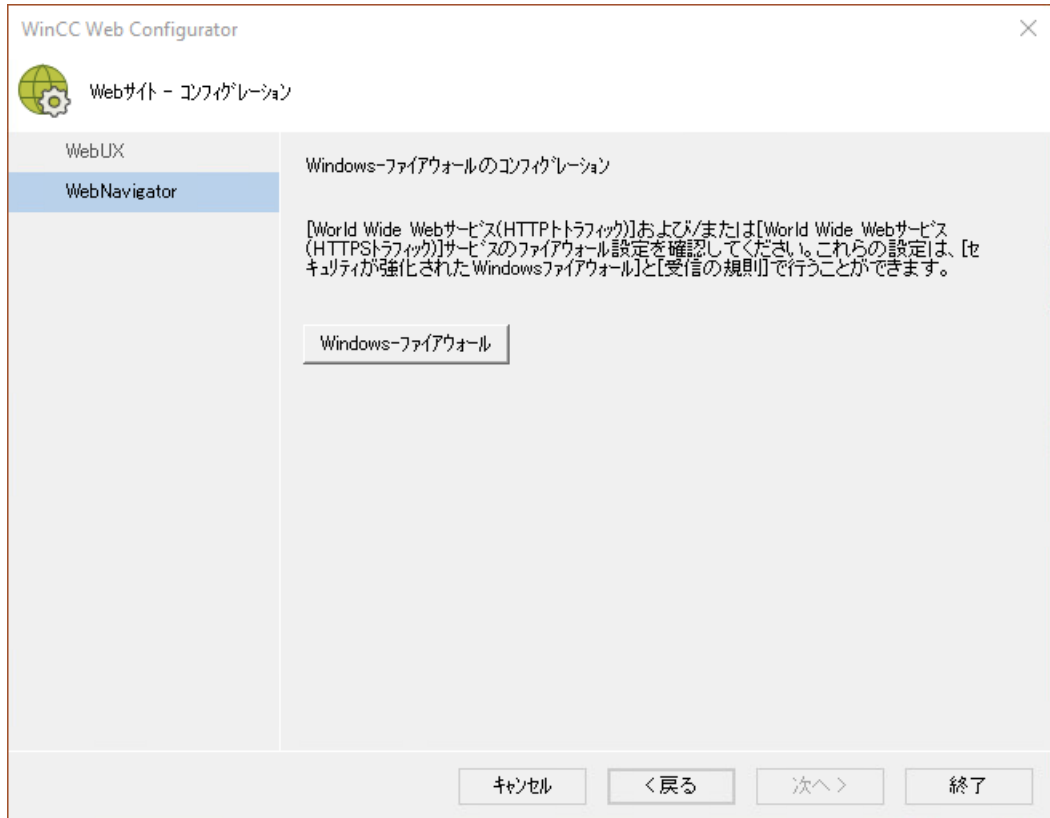 WinCC Web Configurator
Webサイト - コンフィグレーション
WebUX
WebNavigator
Windows-ファイアウォールのコンフィグレーション
[World Wide Webサービス(HTTPトトラフィック)]および/または[World Wide Webサービス
(HTTPSトラフィック)]サービスのファイアウォール設定を確認してください。これらの設定は、[セ
キュリティが強化されたWindowsファイアウォール]と[受信の規則]で行うことができます。
Windows-ファイアウォール
キャンセル
<戻る
次へ>
終了